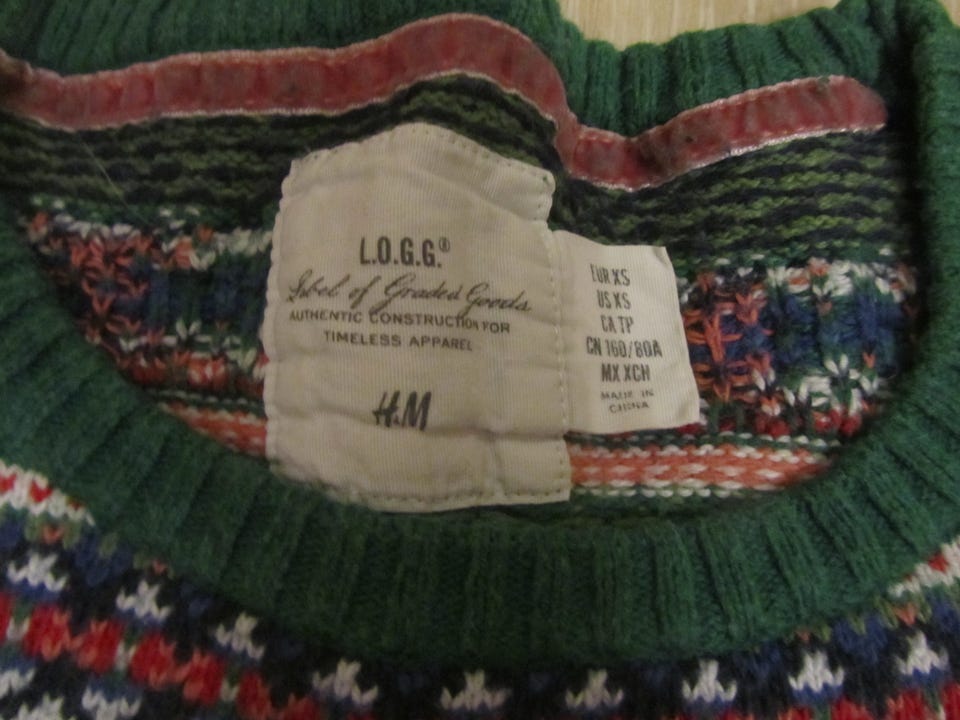 L.O.G.G.®
Label of Graded Goods
AUTHENTIC CONSTRUCTION FOR
TIMELESS APPAREL
H&M
EUR XS
US XS
CA TP
CN 160/80A
MX XCH
MADE IN
CHINA